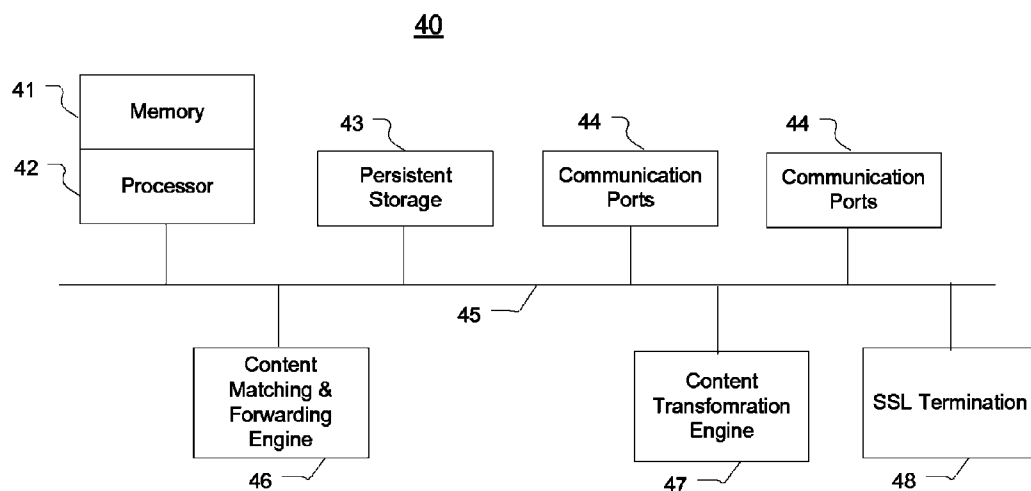 40
41
Memory
42
Processor
43
Persistent
Storage
44
Communication
Ports
44
Communication
Ports
45
Content
Matching &
Forwarding
Engine
46
Content
Transfomration
Engine
47
SSL Termination
48